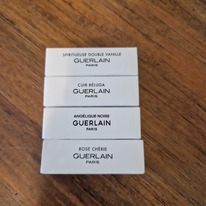 SPIRITUEUSE DOUBLE VANILLE
GUERLAIN
PARIS
CUIR BÉLUGA
GUERLAIN
PARIS
ANGÉLIQUE NOIRE
GUERLAIN
PARIS
ROSE CHÉRIE
GUERLAIN
PARIS